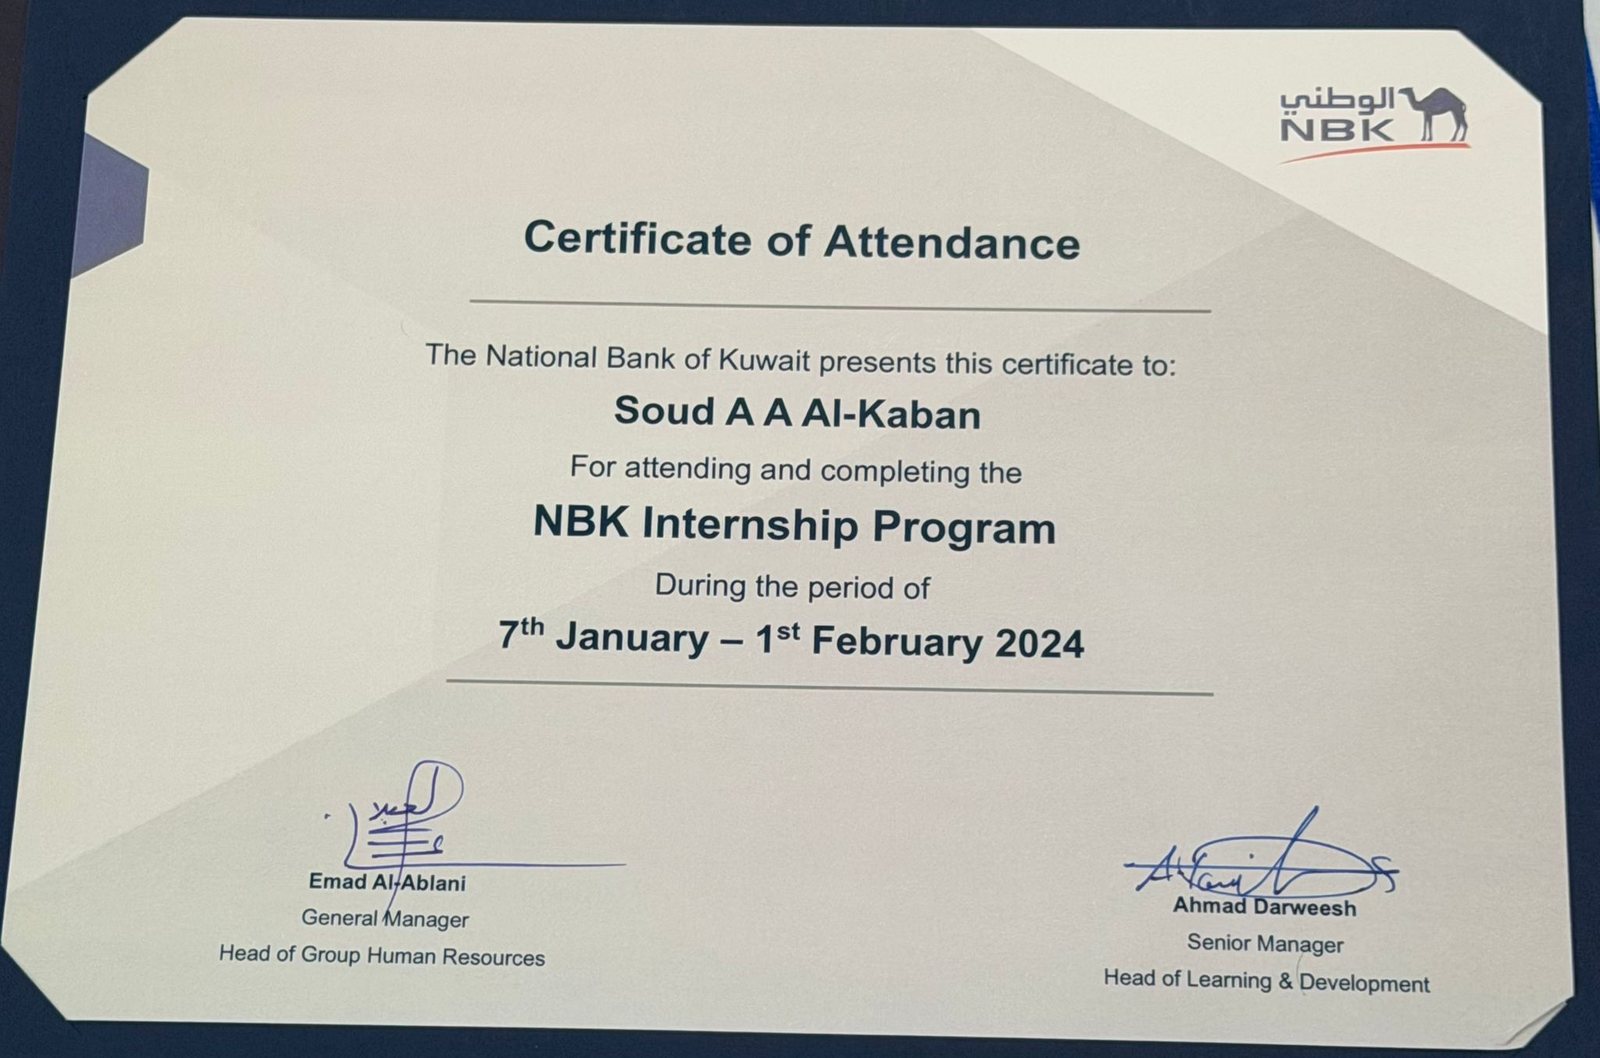 الوطني
NBK
Certificate of Attendance
The National Bank of Kuwait presents this certificate to:
Soud A A Al-Kaban
For attending and completing the
NBK Internship Program
During the period of
7th January – 1st February 2024
Emad Al-Ablani
General Manager
Head of Group Human Resources
Ahmad Darweesh
Senior Manager
Head of Learning & Development